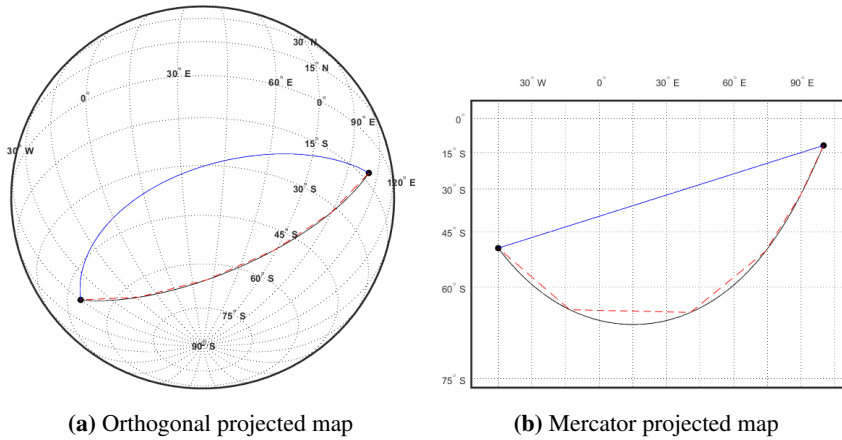 30° N
15° N
30° E
60° E
0°
0°
90° E
30° W
15° S
120° E
30° S
45° S
60° S
75° S
90° S
30° W 0° 30° E 60° E 90° E
0°
15° S
30° S
45° S
60° S
75° S
(a) Orthogonal projected map
(b) Mercator projected map